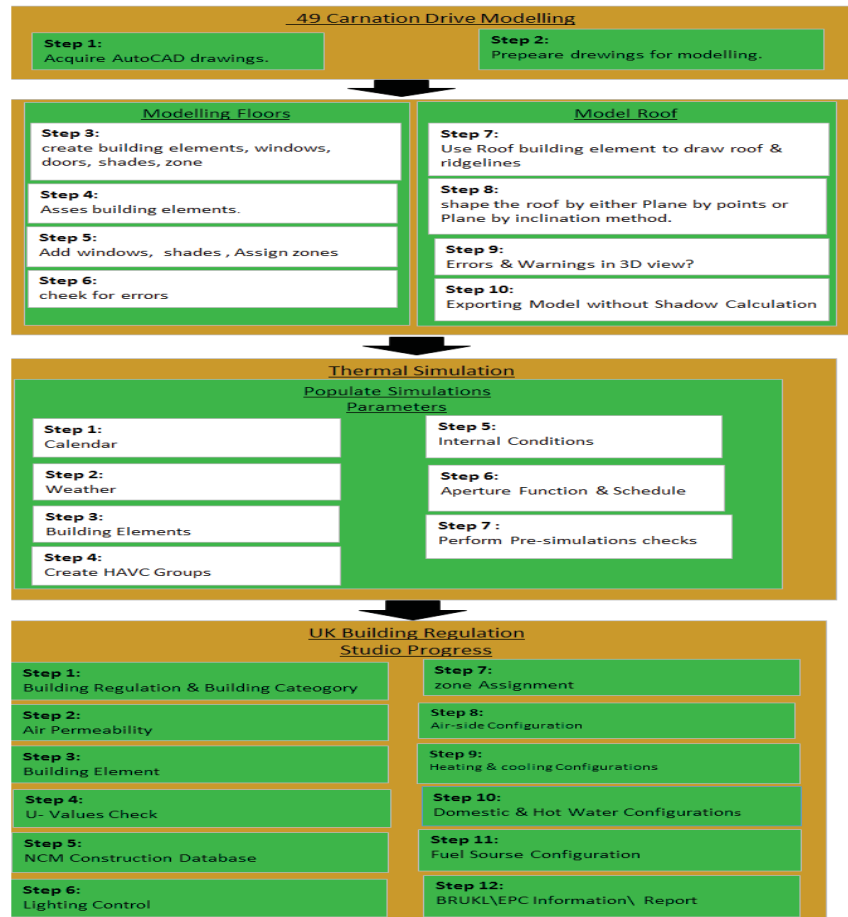 49 Carnation Drive Modelling
Step 1:
Acquire AutoCAD drawings.
Step 2:
Prepeare drewings for modelling.
Modelling Floors
Step 3:
create building elements, windows,
doors, shades, zone
Step 4:
Asses building elements.
Step 5:
Add windows, shades , Assign zones
Step 6:
cheek for errors
Model Roof
Step 7:
Use Roof building element to draw roof &
ridgelines
Step 8:
shape the roof by either Plane by points or
Plane by inclination method.
Step 9:
Errors & Warnings in 3D view?
Step 10:
Exporting Model without Shadow Calculation
Thermal Simulation
Populate Simulations
Parameters
Step 1:
Calendar
Step 2:
Weather
Step 3:
Building Elements
Step 4:
Create HAVC Groups
Step 5:
Internal Conditions
Step 6:
Aperture Function & Schedule
Step 7 :
Perform Pre-simulations checks
UK Building Regulation
Studio Progress
Step 1:
Building Regulation & Building Cateogory
Step 2:
Air Permeability
Step 3:
Building Element
Step 4:
U- Values Check
Step 5:
NCM Construction Database
Step 6:
Lighting Control
Step 7:
zone Assignment
Step 8:
Air-side Configuration
Step 9:
Heating & cooling Configurations
Step 10:
Domestic & Hot Water Configurations
Step 11:
Fuel Sourse Configuration
Step 12:
BRUKL\EPC Information\ Report